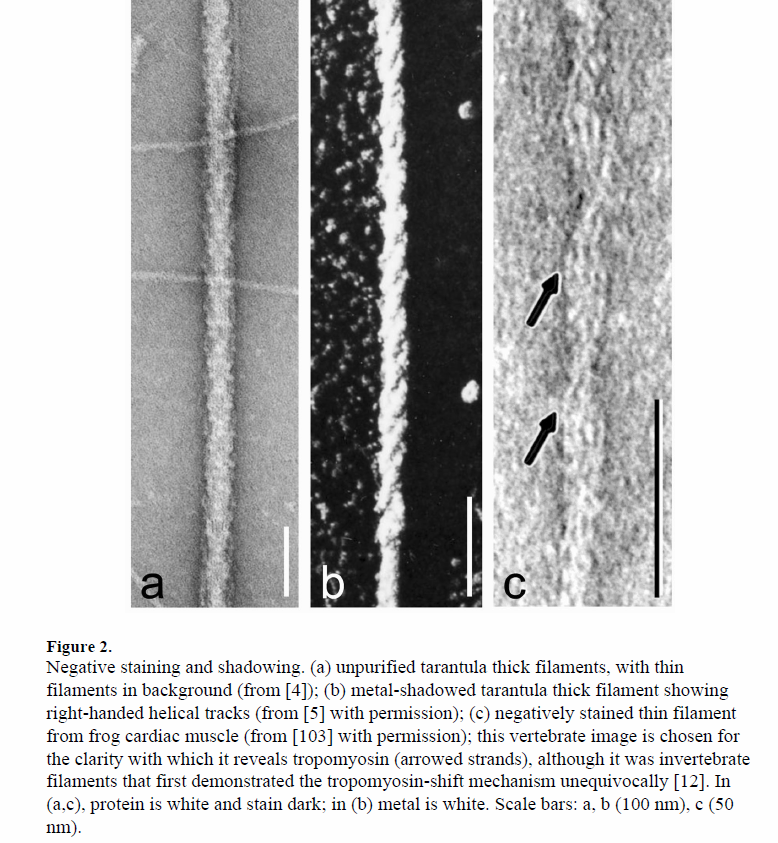 a b c
Figure 2.
Negative staining and shadowing. (a) unpurified tarantula thick filaments, with thin
filaments in background (from [4]); (b) metal-shadowed tarantula thick filament showing
right-handed helical tracks (from [5] with permission); (c) negatively stained thin filament
from frog cardiac muscle (from [103] with permission); this vertebrate image is chosen for
the clarity with which it reveals tropomyosin (arrowed strands), although it was invertebrate
filaments that first demonstrated the tropomyosin-shift mechanism unequivocally [12]. In
(a,c), protein is white and stain dark; in (b) metal is white. Scale bars: a, b (100 nm), c (50
nm).